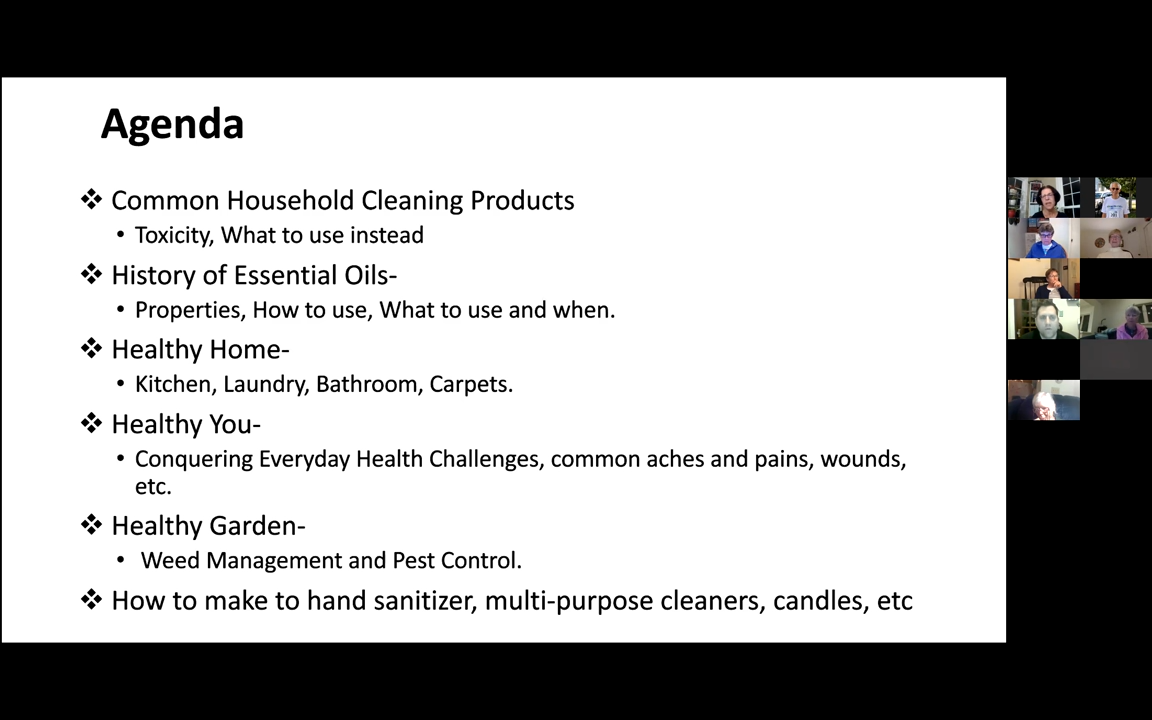 Agenda
❖ Common Household Cleaning Products
• Toxicity, What to use instead
❖ History of Essential Oils-
• Properties, How to use, What to use and when.
❖ Healthy Home-
• Kitchen, Laundry, Bathroom, Carpets.
❖ Healthy You-
• Conquering Everyday Health Challenges, common aches and pains, wounds,
etc.
❖ Healthy Garden-
• Weed Management and Pest Control.
❖ How to make to hand sanitizer, multi-purpose cleaners, candles, etc